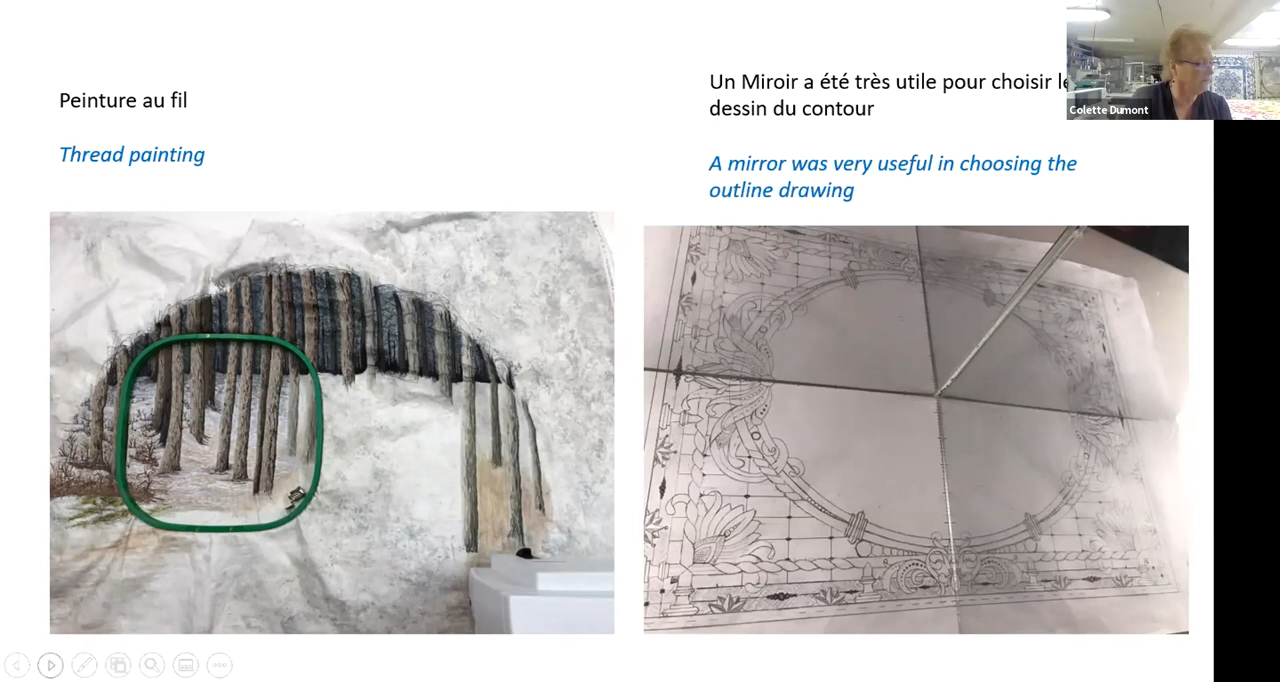 Peinture au fil
Thread painting
Un Miroir a été très utile pour choisir
dessin du contour
A mirror was very useful in choosing the
outline drawing
Colette Dumont